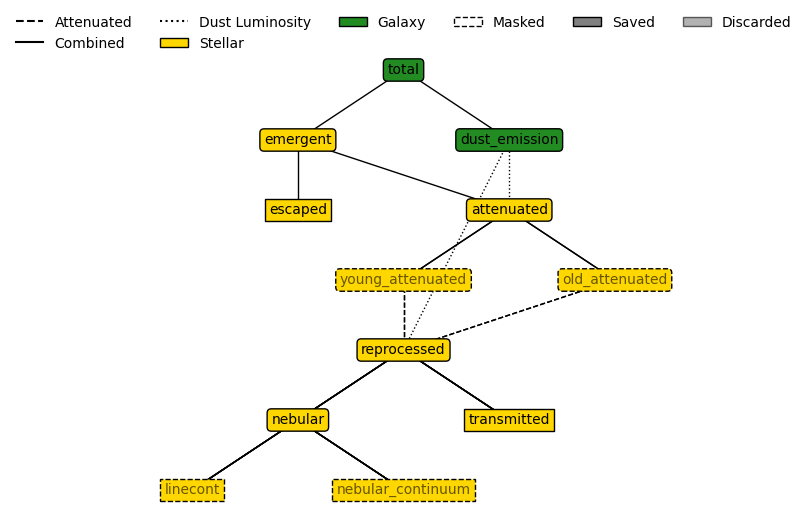 Attenuated Dust Luminosity Galaxy Masked Saved Discarded
Combined Stellar
total
emergent dust_emission
escaped attenuated
young_attenuated old_attenuated
reprocessed
nebular transmitted
linecont nebular_continuum